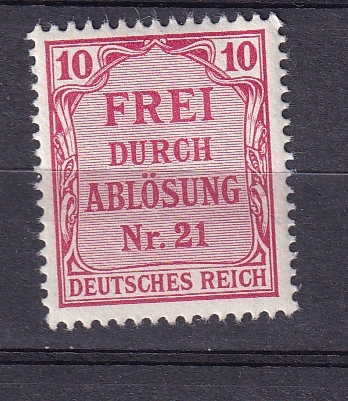 10 10
FREI
DURCH
ABLÖSUNG
Nr. 21
DEUTSCHES REICH